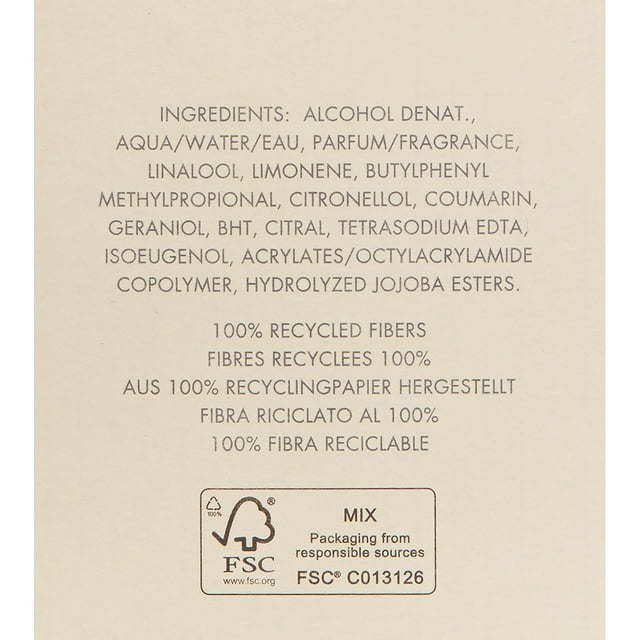 INGREDIENTS: ALCOHOL DENAT.,
AQUA/WATER/EAU, PARFUM/FRAGRANCE,
LINALOOL, LIMONENE, BUTYLPHENYL
METHYLPROPIONAL, CITRONELLOL, COUMARIN,
GERANIOL, BHT, CITRAL, TETRASODIUM EDTA,
ISOEUGENOL, ACRYLATES/OCTYLACRYLAMIDE
COPOLYMER, HYDROLYZED JOJOBA ESTERS.
100% RECYCLED FIBERS
FIBRES RECYCLEES 100%
AUS 100% RECYCLINGPAPIER HERGESTELLT
FIBRA RICICLATO AL 100%
100% FIBRA RECICLABLE
100%
®
FSC
www.fsc.org
MIX
Packaging from
responsible sources
FSC® C013126